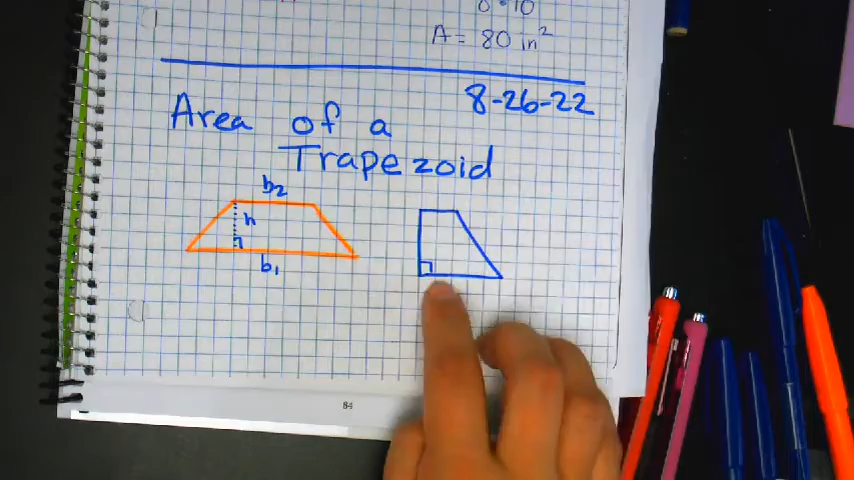 A = 80 in²
8-26-22
Area of a
Trapezoid
b₂
h
b₁
84